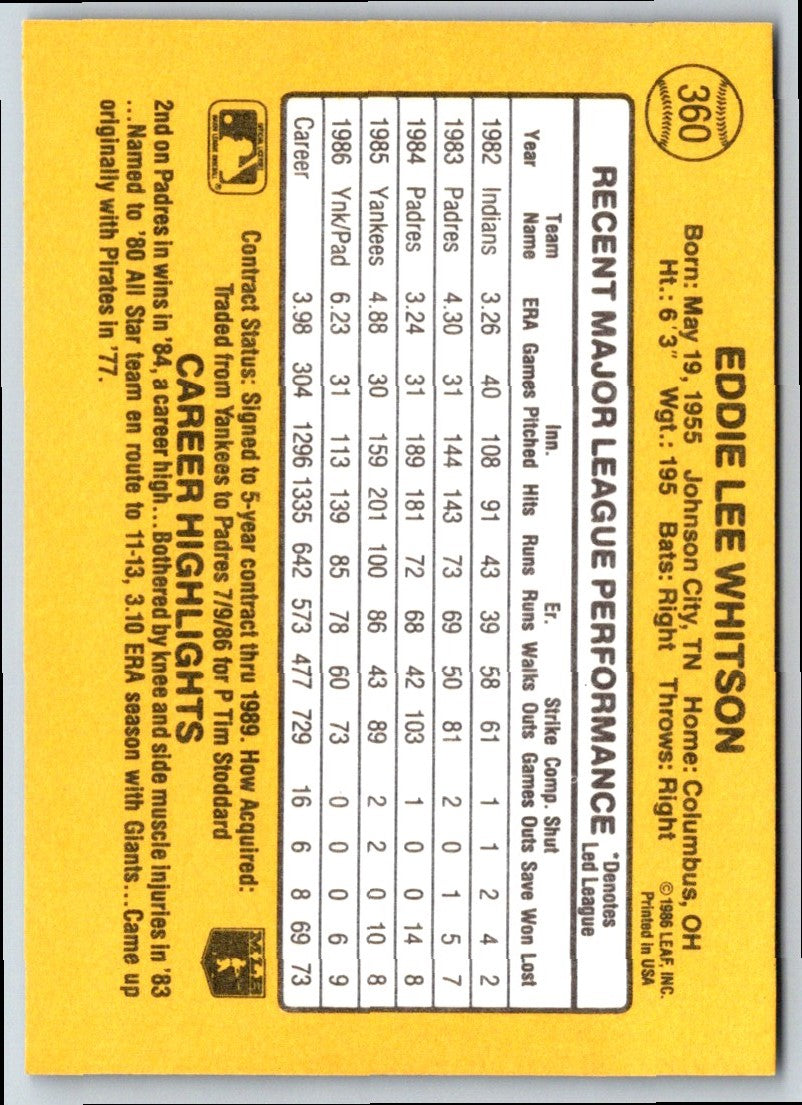 360
EDDIE LEE WHITSON
Born: May 19, 1955 Johnson City, TN Home: Columbus, OH
Ht.: 6'3" Wgt.: 195 Bats: Right Throws: Right
©1986 LEAF, INC.
Printed in USA
RECENT MAJOR LEAGUE PERFORMANCE *Denotes
Led League
Team Inn. Er. Strike Comp. Shut
Year Name ERA Games Pitched Hits Runs Runs Walks Outs Games Outs Save Won Lost
1982 Indians 3.26 40 108 91 43 39 58 61 1 1 2 4 2
1983 Padres 4.30 31 144 143 73 69 50 81 2 0 1 5 7
1984 Padres 3.24 31 189 181 72 68 42 103 1 0 0 14 8
1985 Yankees 4.88 30 159 201 100 86 43 89 2 2 0 10 8
1986 Ynk/Pad 6.23 31 113 139 85 78 60 73 0 0 0 6 9
Career 3.98 304 1296 1335 642 573 477 729 16 6 8 69 73
Contract Status: Signed to 5-year contract thru 1989. How Acquired:
Traded from Yankees to Padres 7/9/86 for P Tim Stoddard
MLB
CAREER HIGHLIGHTS
2nd on Padres in wins in '84, a career high...Bothered by knee and side muscle injuries in '83
...Named to '80 All Star team en route to 11-13, 3.10 ERA season with Giants...Came up
originally with Pirates in '77.